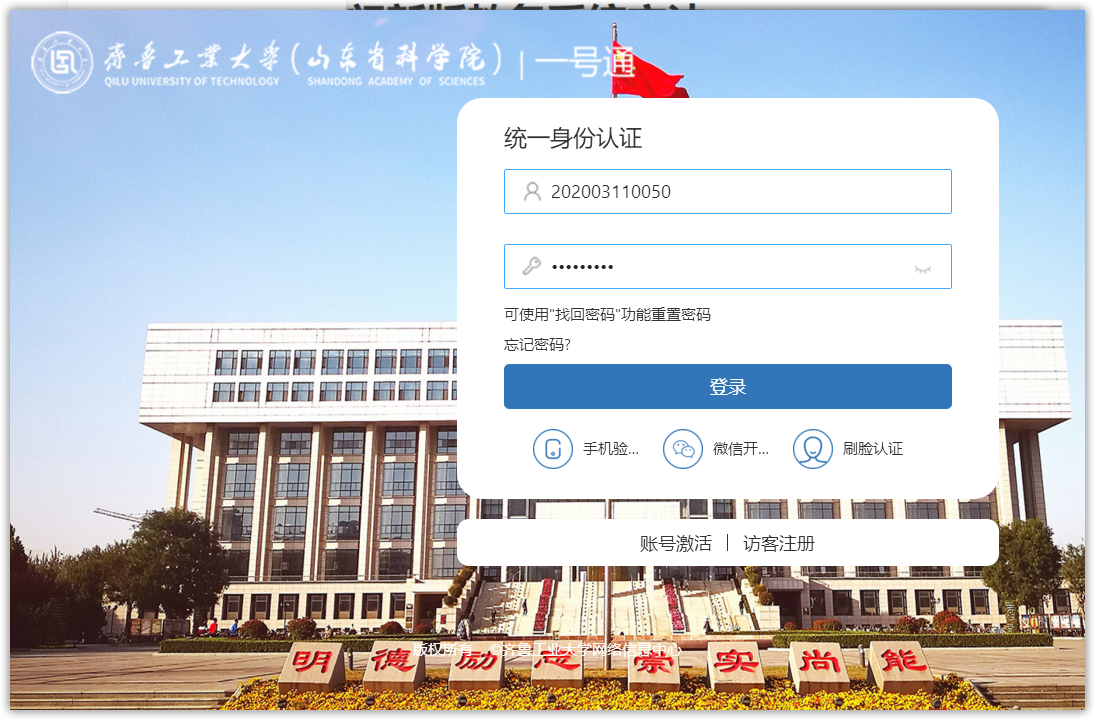 齐鲁工業大学（山东省科学院）
QILU UNIVERSITY OF TECHNOLOGY SHANDONG ACADEMY OF SCIENCES
| 一号通
统一身份认证
202003110050
•••••••••
可使用"找回密码"功能重置密码
忘记密码?
登录
手机验...
微信开...
刷脸认证
账号激活 | 访客注册
版权所有 ©齐鲁工业大学网络信息中心
明德励志崇实尚能